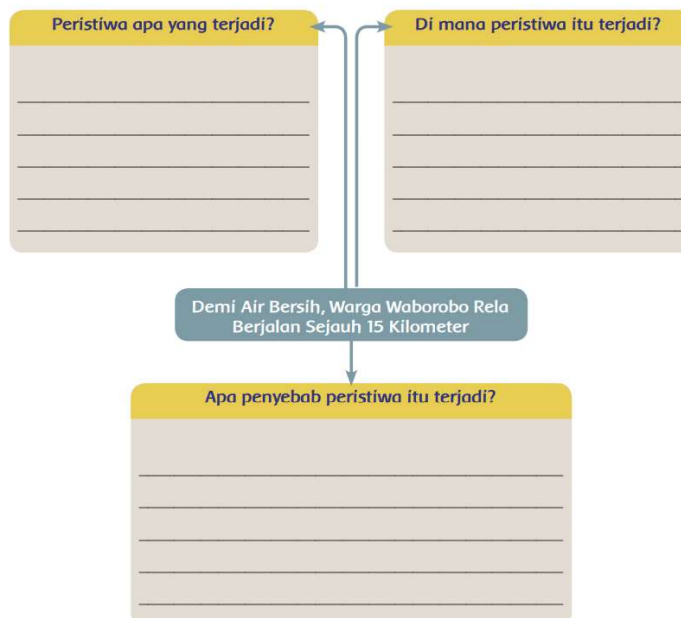 Peristiwa apa yang terjadi?
Di mana peristiwa itu terjadi?
Demi Air Bersih, Warga Waborobo Rela
Berjalan Sejauh 15 Kilometer
Apa penyebab peristiwa itu terjadi?